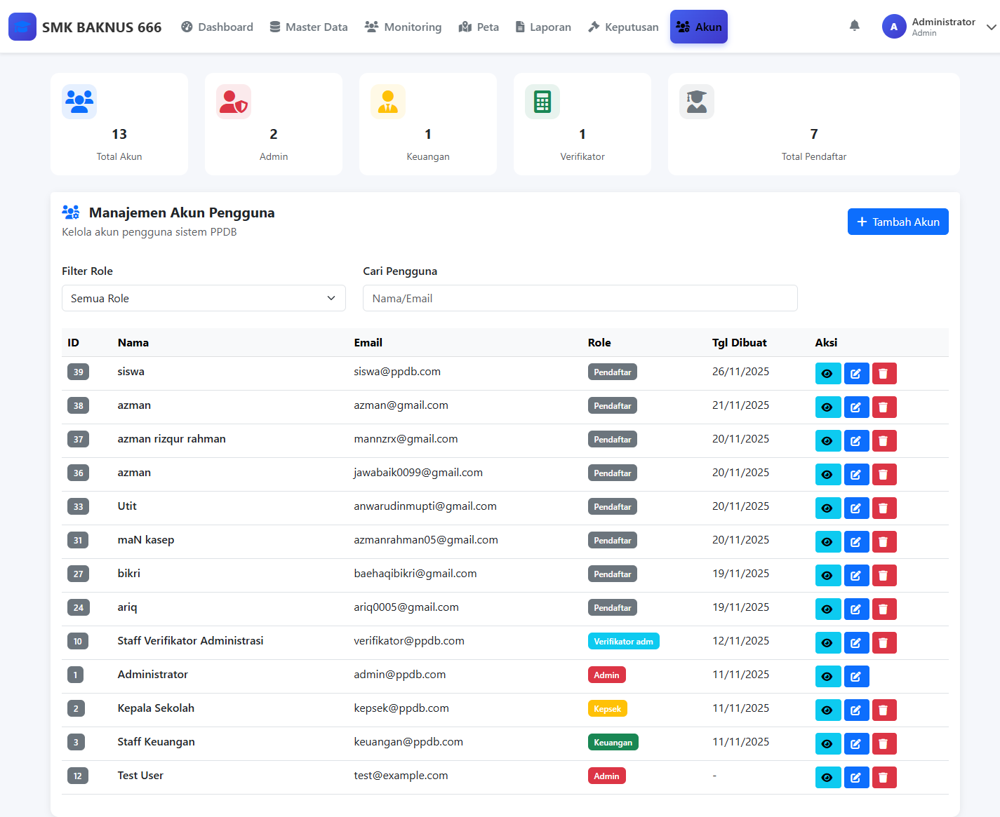 SMK BAKNUS 666 Dashboard Master Data Monitoring Peta Laporan Keputusan Akun A Administrator
Admin
13
Total Akun
2
Admin
1
Keuangan
1
Verifikator
7
Total Pendaftar
Manajemen Akun Pengguna
Kelola akun pengguna sistem PPDB
Tambah Akun
Filter Role
Semua Role
Cari Pengguna
Nama/Email
ID Nama Email Role Tgl Dibuat Aksi
39 siswa siswa@ppdb.com Pendaftar 26/11/2025
38 azman azman@gmail.com Pendaftar 21/11/2025
37 azman rizqur rahman mannzrx@gmail.com Pendaftar 20/11/2025
36 azman jawabaik0099@gmail.com Pendaftar 20/11/2025
33 Utit anwarudinmupti@gmail.com Pendaftar 20/11/2025
31 maN kasep azmanrahman05@gmail.com Pendaftar 20/11/2025
27 bikri baehaqibikri@gmail.com Pendaftar 19/11/2025
24 ariq ariq0005@gmail.com Pendaftar 19/11/2025
10 Staff Verifikator Administrasi verifikator@ppdb.com Verifikator adm 12/11/2025
1 Administrator admin@ppdb.com Admin 11/11/2025
2 Kepala Sekolah kepsek@ppdb.com Kepsek 11/11/2025
3 Staff Keuangan keuangan@ppdb.com Keuangan 11/11/2025
12 Test User test@example.com Admin -